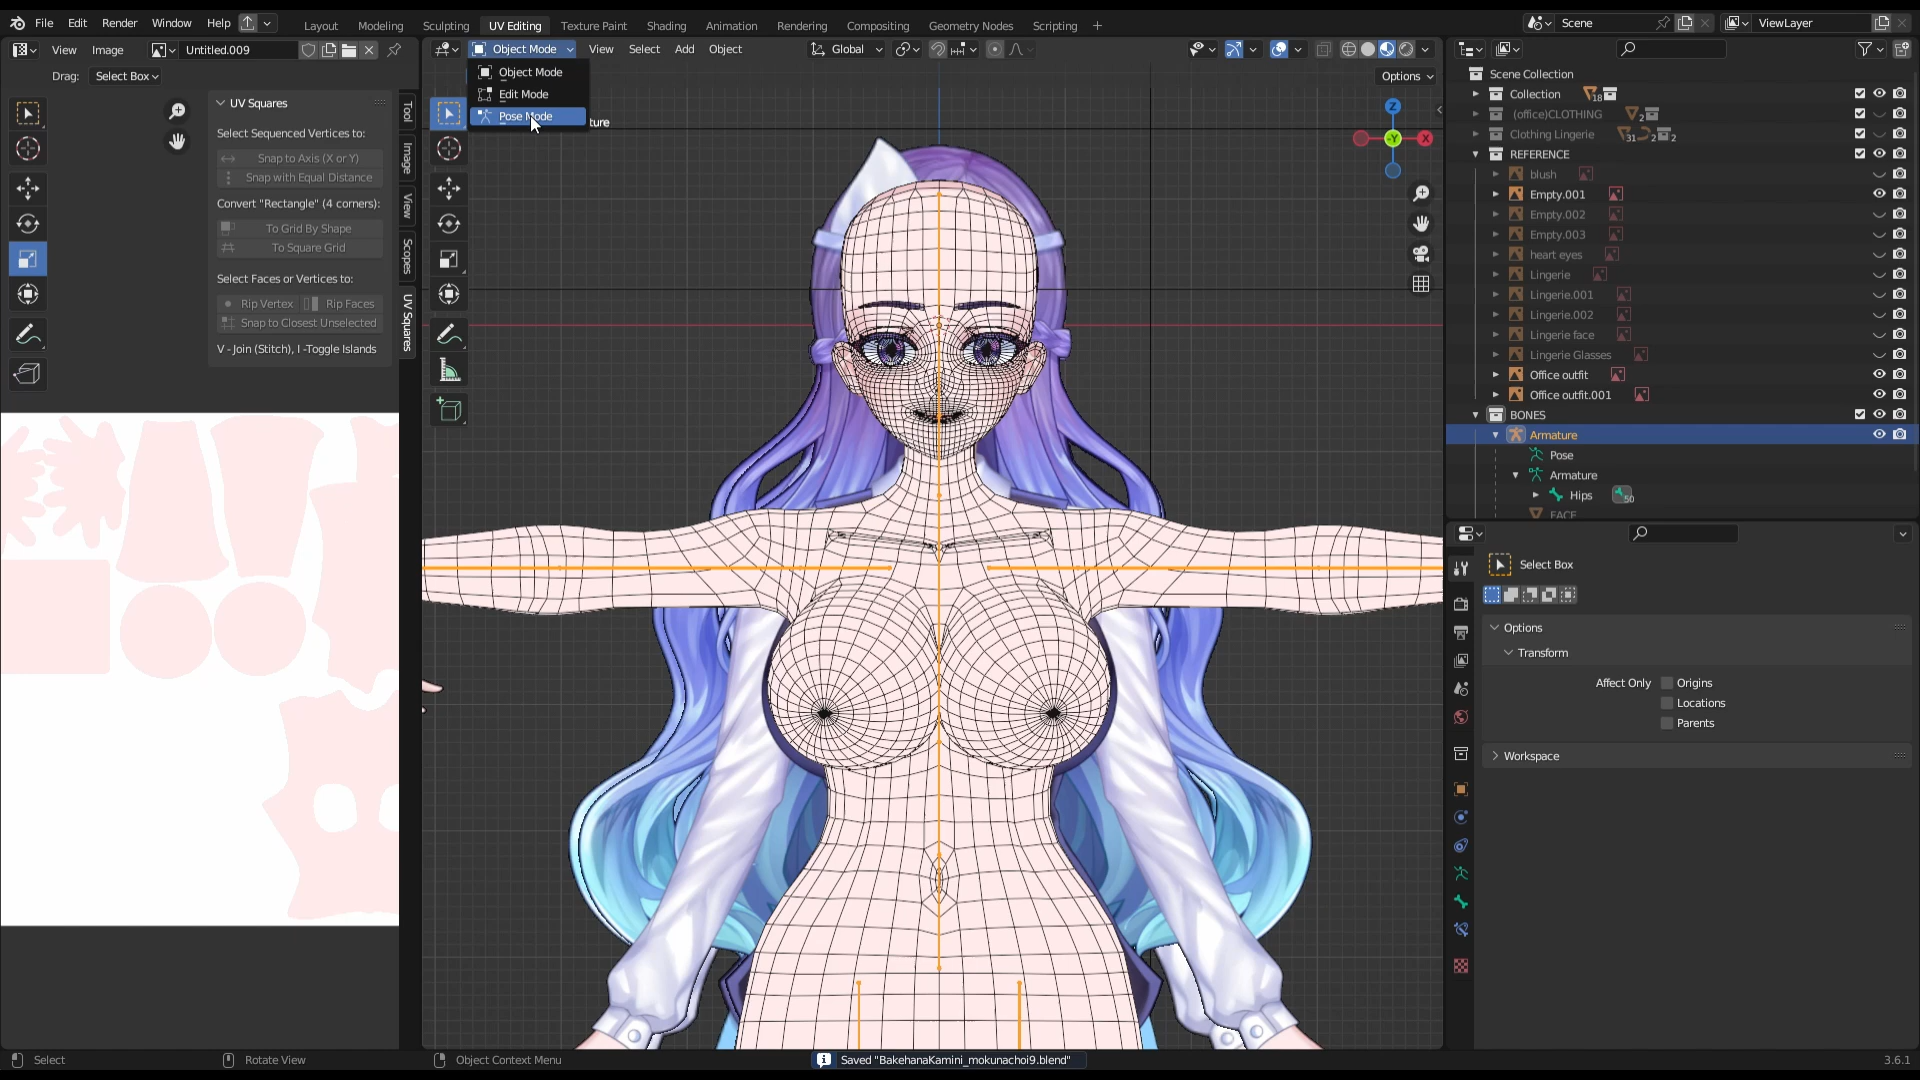 File Edit Render Window Help
Layout Modeling Sculpting UV Editing Texture Paint Shading Animation Rendering Compositing Geometry Nodes Scripting +
Scene ViewLayer
View Image Untitled.009
Object Mode View Select Add Object Global
Drag: Select Box
Options
Object Mode
Edit Mode
Pose Mode
ture
UV Squares
Select Sequenced Vertices to:
Snap to Axis (X or Y)
Snap with Equal Distance
Convert "Rectangle" (4 corners):
To Grid By Shape
To Square Grid
Select Faces or Vertices to:
Rip Vertex Rip Faces
Snap to Closest Unselected
V - Join (Stitch), I -Toggle Islands
Tool
Image
View
Scopes
UV Squares
Z
-Y
X
Scene Collection
Collection 18
(office)CLOTHING 2
Clothing Lingerie 31 2 2
REFERENCE
blush
Empty.001
Empty.002
Empty.003
heart eyes
Lingerie
Lingerie.001
Lingerie.002
Lingerie face
Lingerie Glasses
Office outfit
Office outfit.001
BONES
Armature
Pose
Armature
Hips 50
FACE
Select Box
Options
Transform
Affect Only Origins
Locations
Parents
Workspace
Select Rotate View Object Context Menu Saved "BakehanaKamini_mokunachoi9.blend" 3.6.1